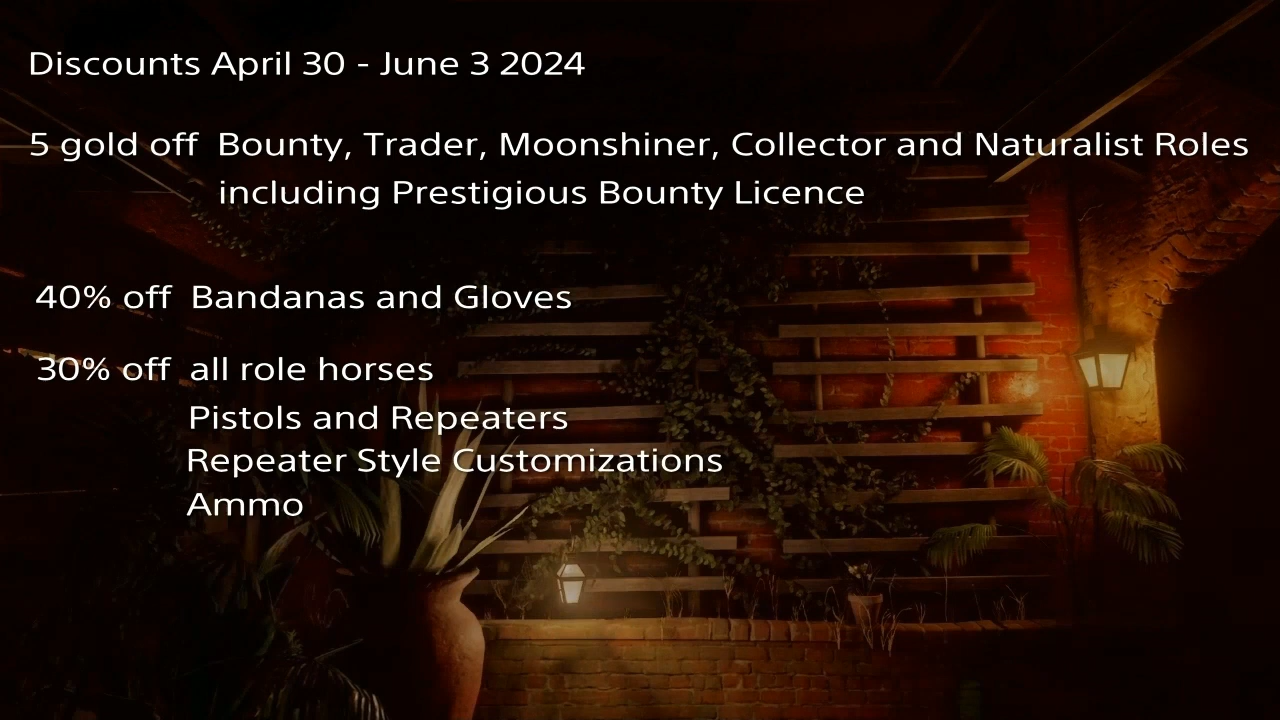 Discounts April 30 - June 3 2024
5 gold off Bounty, Trader, Moonshiner, Collector and Naturalist Roles
including Prestigious Bounty Licence
40% off Bandanas and Gloves
30% off all role horses
Pistols and Repeaters
Repeater Style Customizations
Ammo